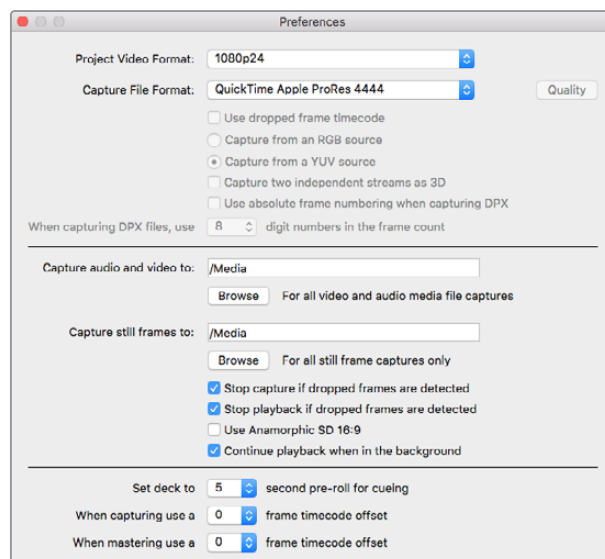 Preferences
Project Video Format: 1080p24
Capture File Format: QuickTime Apple ProRes 4444 Quality
Use dropped frame timecode
Capture from an RGB source
Capture from a YUV source
Capture two independent streams as 3D
Use absolute frame numbering when capturing DPX
When capturing DPX files, use 8 digit numbers in the frame count
Capture audio and video to: /Media
Browse For all video and audio media file captures
Capture still frames to: /Media
Browse For all still frame captures only
Stop capture if dropped frames are detected
Stop playback if dropped frames are detected
Use Anamorphic SD 16:9
Continue playback when in the background
Set deck to 5 second pre-roll for cueing
When capturing use a 0 frame timecode offset
When mastering use a 0 frame timecode offset